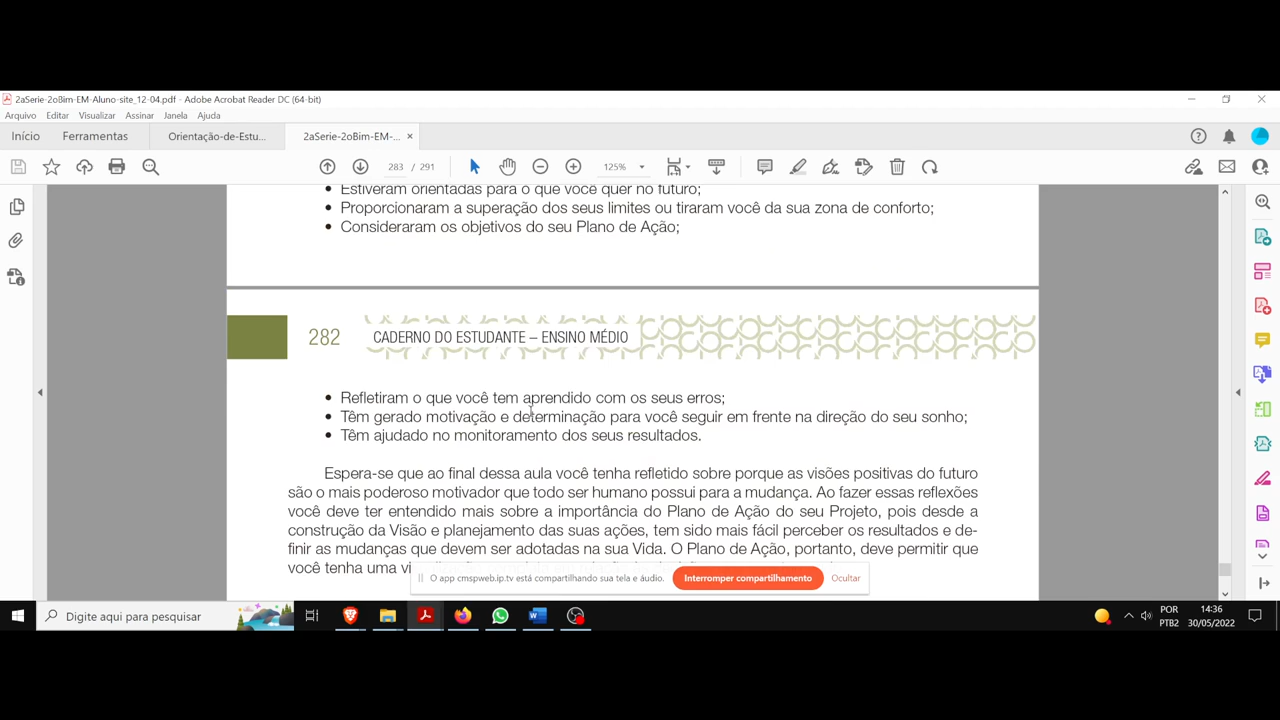 2aSerie-2oBim-EM-Aluno-site_12-04.pdf - Adobe Acrobat Reader DC (64-bit)
Arquivo Editar Visualizar Assinar Janela Ajuda
Início Ferramentas Orientação-de-Estu... 2aSerie-2oBim-EM-... ×
283 / 291 125%
• Estiveram orientadas para o que você quer no futuro;
• Proporcionaram a superação dos seus limites ou tiraram você da sua zona de conforto;
• Consideraram os objetivos do seu Plano de Ação;
282 CADERNO DO ESTUDANTE – ENSINO MÉDIO
• Refletiram o que você tem aprendido com os seus erros;
• Têm gerado motivação e determinação para você seguir em frente na direção do seu sonho;
• Têm ajudado no monitoramento dos seus resultados.
Espera-se que ao final dessa aula você tenha refletido sobre porque as visões positivas do futuro
são o mais poderoso motivador que todo ser humano possui para a mudança. Ao fazer essas reflexões
você deve ter entendido mais sobre a importância do Plano de Ação do seu Projeto, pois desde a
construção da Visão e planejamento das suas ações, tem sido mais fácil perceber os resultados e de-
finir as mudanças que devem ser adotadas na sua Vida. O Plano de Ação, portanto, deve permitir que
você tenha uma vi
O app cmspweb.ip.tv está compartilhando sua tela e áudio. Interromper compartilhamento Ocultar
Digite aqui para pesquisar
POR 14:36
PTB2 30/05/2022